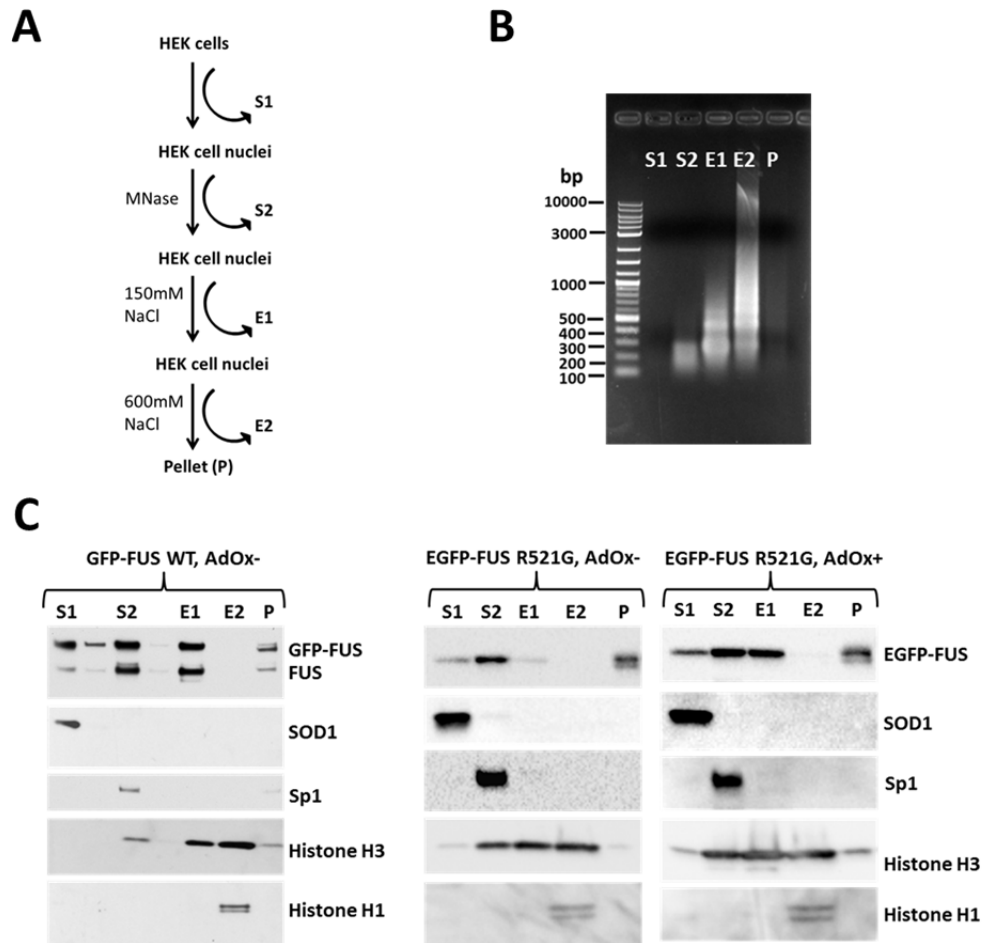 A
HEK cells
S1
HEK cell nuclei
MNase
S2
HEK cell nuclei
150mM
NaCl
E1
HEK cell nuclei
600mM
NaCl
E2
Pellet (P)
B
S1 S2 E1 E2 P
bp
10000
3000
1000
500
400
300
200
100
C
GFP-FUS WT, AdOx-
S1 S2 E1 E2 P
GFP-FUS
FUS
SOD1
Sp1
Histone H3
Histone H1
EGFP-FUS R521G, AdOx-
S1 S2 E1 E2 P
EGFP-FUS R521G, AdOx+
S1 S2 E1 E2 P
EGFP-FUS
SOD1
Sp1
Histone H3
Histone H1